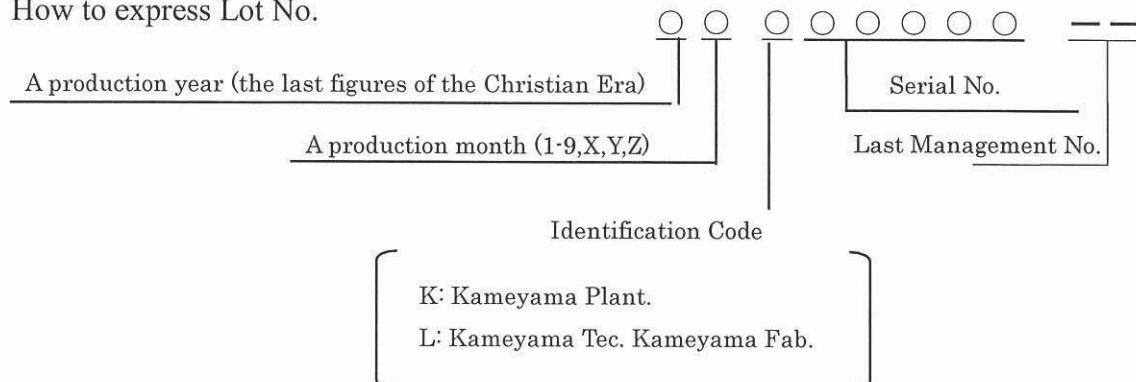 How to express Lot No.
○ ○ ○ ○ ○ ○ ○ ○ — —
A production year (the last figures of the Christian Era)
Serial No.
A production month (1-9,X,Y,Z)
Last Management No.
Identification Code
K: Kameyama Plant.
L: Kameyama Tec. Kameyama Fab.